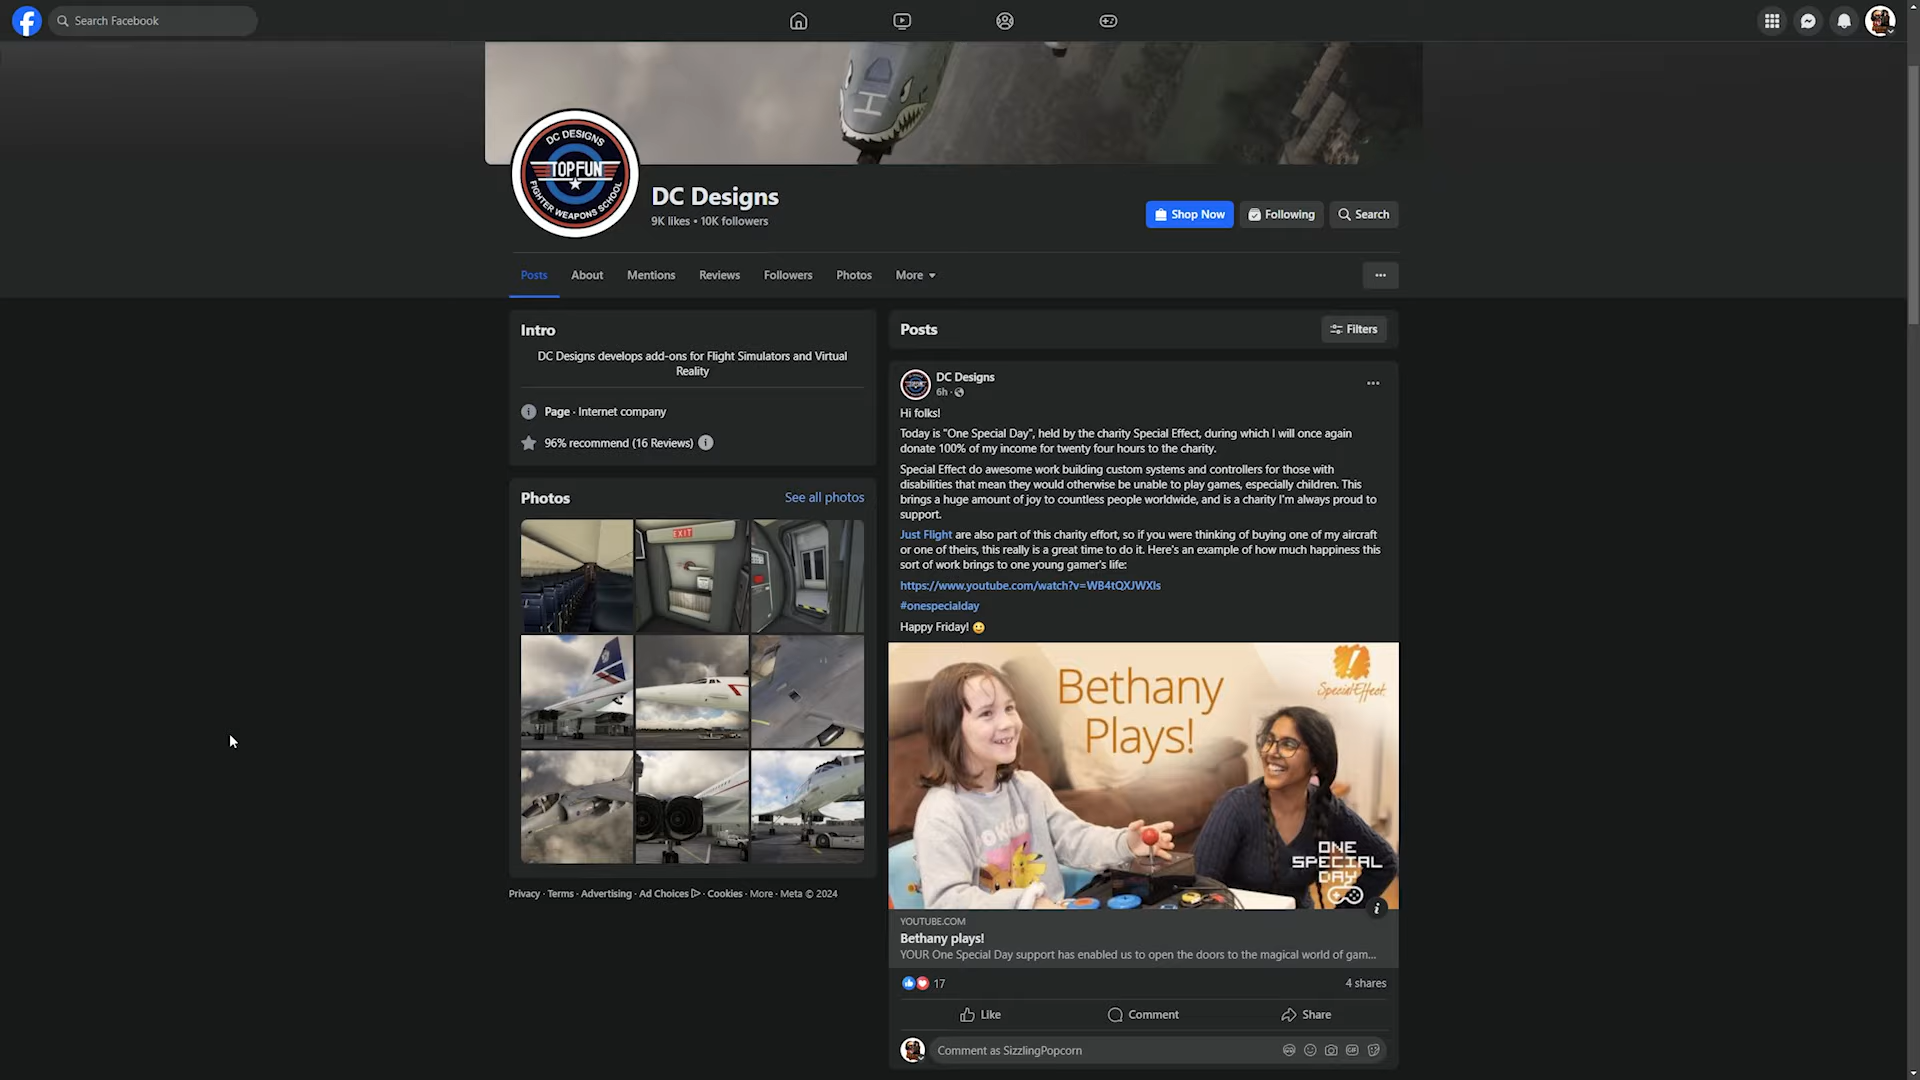 Search Facebook
DC DESIGNS
TOPFUN
FIGHTER WEAPONS SCHOOL
DC Designs
9K likes • 10K followers
Shop Now
Following
Search
Posts
About
Mentions
Reviews
Followers
Photos
More
Intro
DC Designs develops add-ons for Flight Simulators and Virtual
Reality
Page · Internet company
96% recommend (16 Reviews)
Photos
See all photos
EXIT
Privacy · Terms · Advertising · Ad Choices · Cookies · More · Meta © 2024
Posts
Filters
DC Designs
6h ·
Hi folks!
Today is "One Special Day", held by the charity Special Effect, during which I will once again
donate 100% of my income for twenty four hours to the charity.
Special Effect do awesome work building custom systems and controllers for those with
disabilities that mean they would otherwise be unable to play games, especially children. This
brings a huge amount of joy to countless people worldwide, and is a charity I'm always proud to
support.
Just Flight are also part of this charity effort, so if you were thinking of buying one of my aircraft
or one of theirs, this really is a great time to do it. Here's an example of how much happiness this
sort of work brings to one young gamer's life:
https://www.youtube.com/watch?v=WB4tQXJWXls
#onespecialday
Happy Friday!
Bethany
Plays!
SpecialEffect
ONE
SPECIAL
DAY
YOUTUBE.COM
Bethany plays!
YOUR One Special Day support has enabled us to open the doors to the magical world of gam...
17
4 shares
Like
Comment
Share
Comment as SizzlingPopcorn
GIF